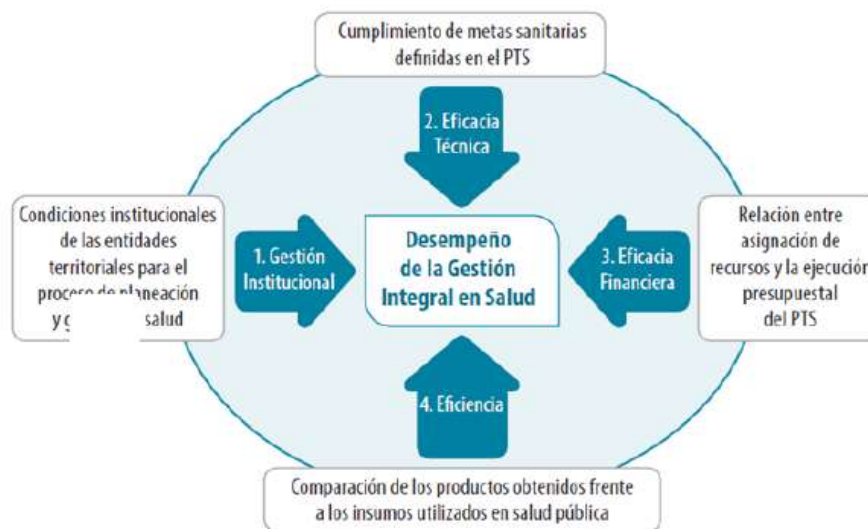 Cumplimiento de metas sanitarias
definidas en el PTS
2. Eficacia
Técnica
Condiciones institucionales
de las entidades
territoriales para el
proceso de planeación
y salud
1. Gestión
Institucional
Desempeño
de la Gestión
Integral en Salud
3. Eficacia
Financiera
Relación entre
asignación de
recursos y la ejecución
presupuestal
del PTS
4. Eficiencia
Comparación de los productos obtenidos frente
a los insumos utilizados en salud pública